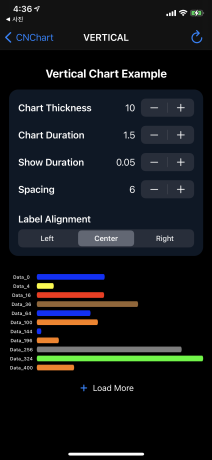 4:36
◀ 사진
CNChart
VERTICAL
Vertical Chart Example
Chart Thickness 10 − +
Chart Duration 1.5 − +
Show Duration 0.05 − +
Spacing 6 − +
Label Alignment
Left Center Right
Data_0
Data_4
Data_16
Data_36
Data_64
Data_100
Data_144
Data_196
Data_256
Data_324
Data_400
+ Load More